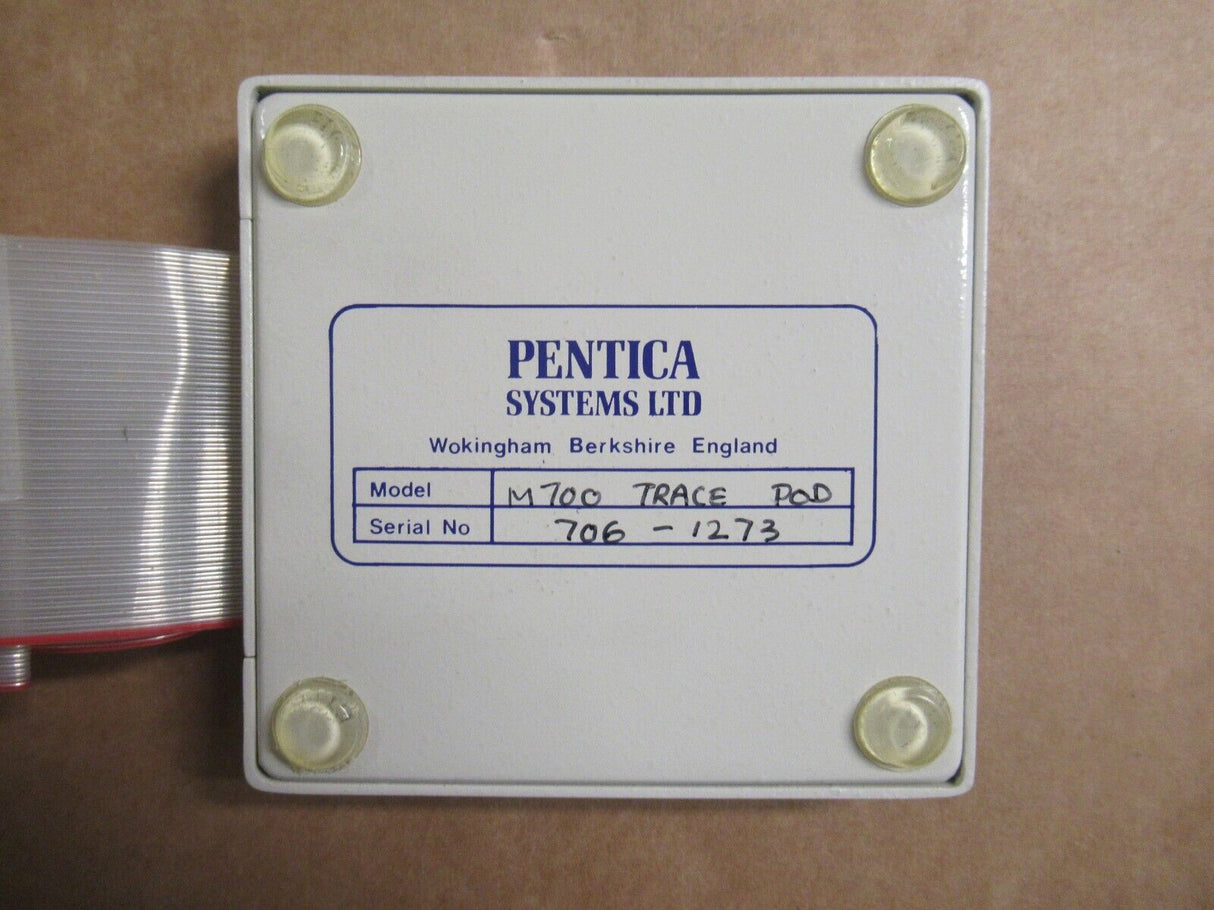 PENTICA
SYSTEMS LTD
Wokingham Berkshire England
Model M700 TRACE POD
Serial No 706 - 1273